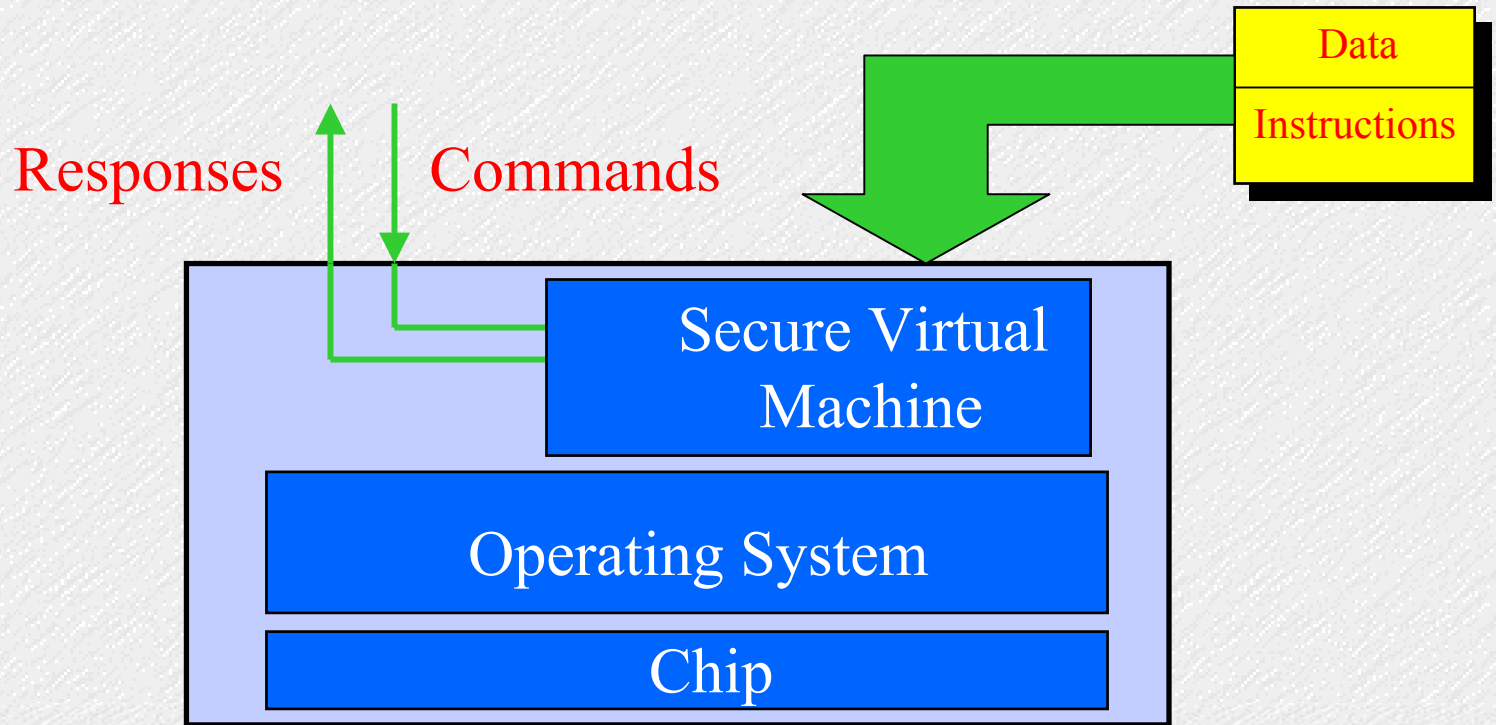 Data
Instructions
Responses
Commands
Secure Virtual
Machine
Operating System
Chip